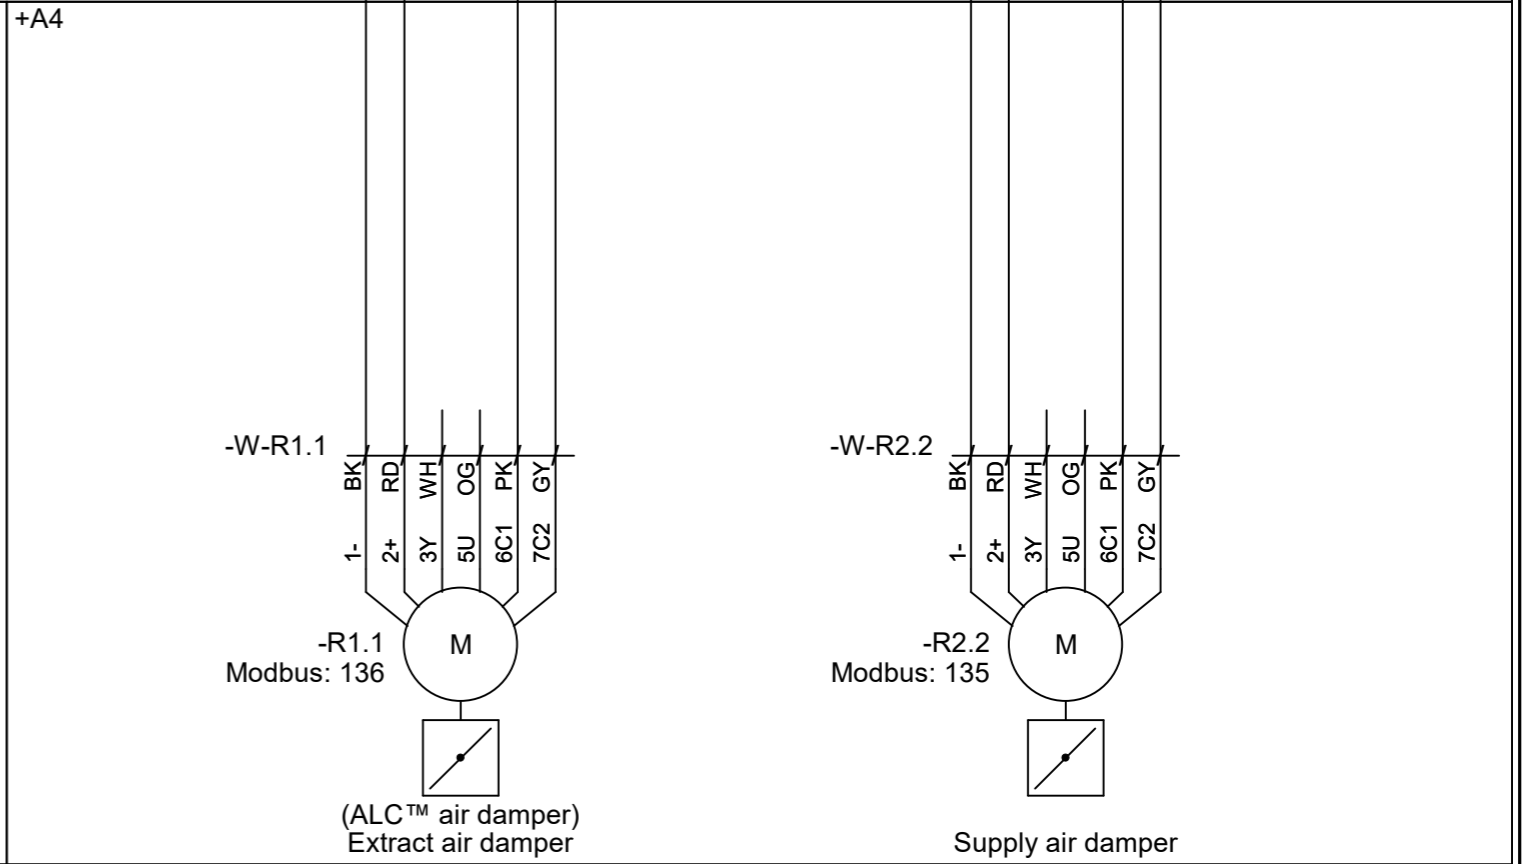 +A4
-W-R1.1
BK
RD
WH
OG
PK
GY
1-
2+
3Y
5U
6C1
7C2
-R1.1
Modbus: 136
M
(ALC™ air damper)
Extract air damper
-W-R2.2
BK
RD
WH
OG
PK
GY
1-
2+
3Y
5U
6C1
7C2
-R2.2
Modbus: 135
M
Supply air damper